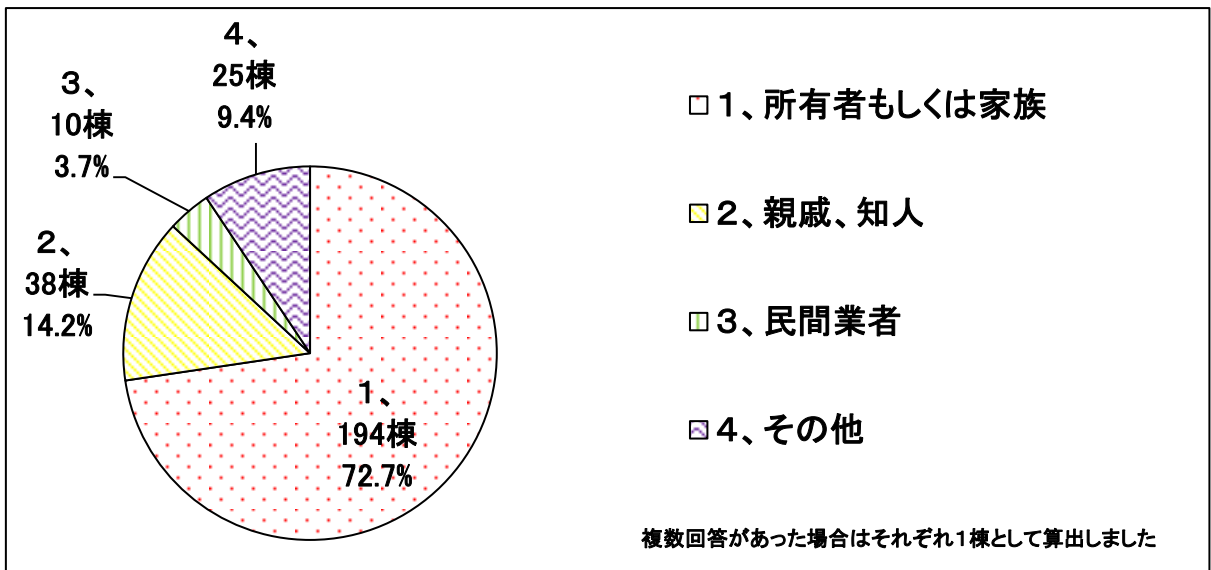 4、
25棟
9.4%
3、
10棟
3.7%
2、
38棟
14.2%
1、
194棟
72.7%
1、所有者もしくは家族
2、親戚、知人
3、民間業者
4、その他
複数回答があった場合はそれぞれ1棟として算出しました